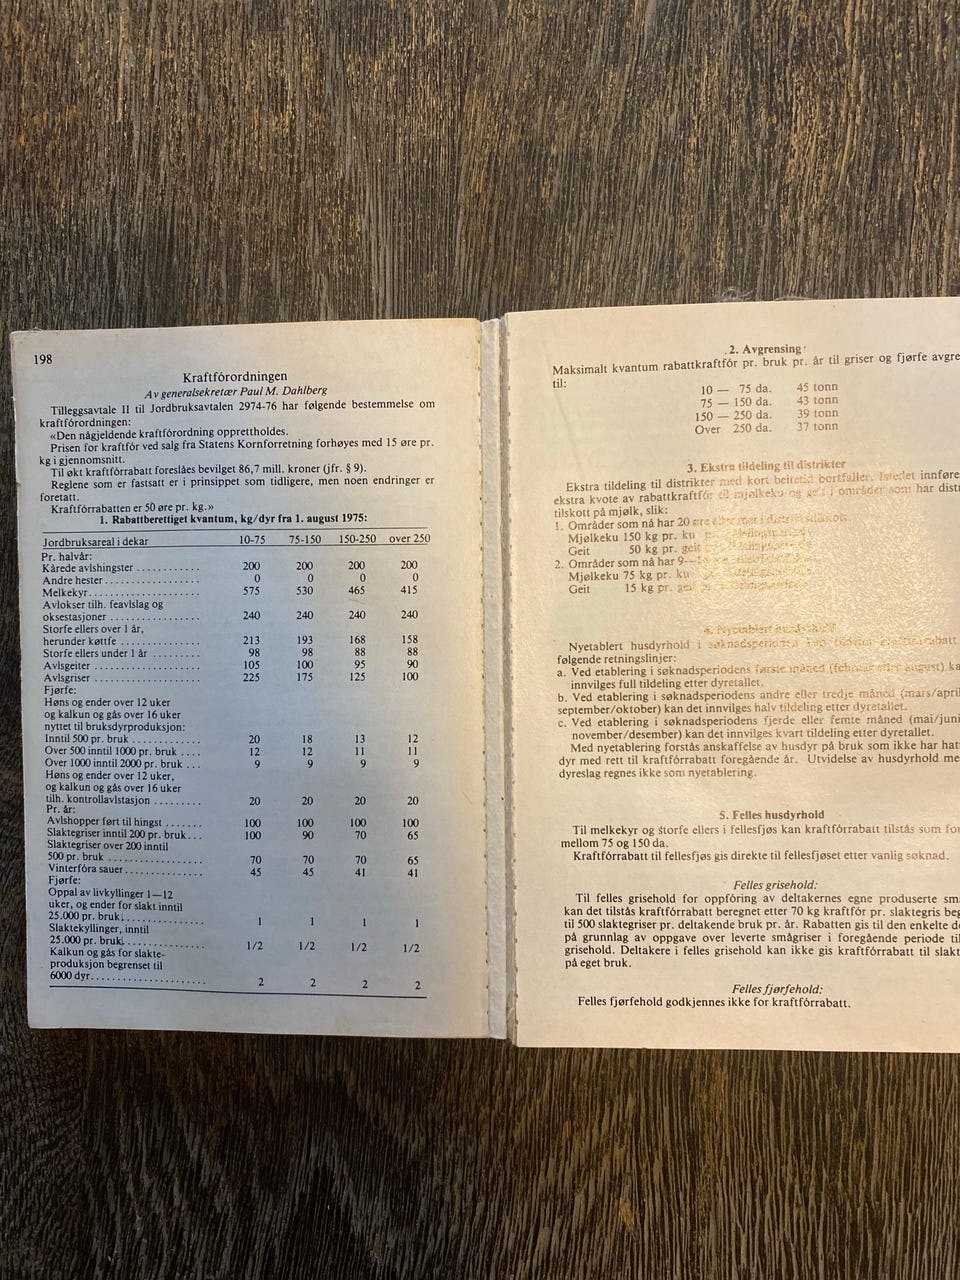 198
Kraftfôrordningen
Av generalsekretær Paul M. Dahlberg
Tilleggsavtale II til Jordbruksavtalen 2974-76 har følgende bestemmelse om
kraftfôrordningen:
«Den någjeldende kraftfôrordning opprettholdes.
Prisen for kraftfôr ved salg fra Statens Kornforretning forhøyes med 15 øre pr.
kg i gjennomsnitt.
Til økt kraftfôrrabatt foreslåes bevilget 86,7 mill. kroner (jfr. § 9).
Reglene som er fastsatt er i prinsippet som tidligere, men noen endringer er
foretatt.
Kraftfôrrabatten er 50 øre pr. kg.»
1. Rabattberettiget kvantum, kg/dyr fra 1. august 1975:
Jordbruksareal i dekar 10-75 75-150 150-250 over 250
Pr. halvår:
Kårede avlshingster ............ 200 200 200 200
Andre hester .................. 0 0 0 0
Melkekyr ..................... 575 530 465 415
Avlokser tilh. feavlslag og
oksestasjoner ................. 240 240 240 240
Storfe ellers over 1 år,
herunder køttfe ............... 213 193 168 158
Storfe ellers under 1 år ......... 98 98 88 88
Avlsgeiter .................... 105 100 95 90
Avlsgriser .................... 225 175 125 100
Fjørfe:
Høns og ender over 12 uker
og kalkun og gås over 16 uker
nyttet til bruksdyrproduksjon:
Inntil 500 pr. bruk ............. 20 18 13 12
Over 500 inntil 1000 pr. bruk .... 12 12 11 11
Over 1000 inntil 2000 pr. bruk ... 9 9 9 9
Høns og ender over 12 uker,
og kalkun og gås over 16 uker
tilh. kontrollavlstasjon ......... 20 20 20 20
Pr. år:
Avlshopper ført til hingst ....... 100 100 100 100
Slaktegriser inntil 200 pr. bruk ... 100 90 70 65
Slaktegriser over 200 inntil
500 pr. bruk .................. 70 70 70 65
Vinterfôra sauer ............... 45 45 41 41
Fjørfe:
Oppal av livkyllinger 1—12
uker, og ender for slakt inntil
25.000 pr. bruk ................ 1 1 1 1
Slaktekyllinger, inntil
25.000 pr. bruk ................ 1/2 1/2 1/2 1/2
Kalkun og gås for slakte-
produksjon begrenset til
6000 dyr ...................... 2 2 2 2
2. Avgrensing
Maksimalt kvantum rabattkraftfôr pr. bruk pr. år til griser og fjørfe avgre
til:
10 — 75 da. 45 tonn
75 — 150 da. 43 tonn
150 — 250 da. 39 tonn
Over 250 da. 37 tonn
3. Ekstra tildeling til distrikter
Ekstra tildeling til distrikter med kort beitetid bortfaller. Istedet innføre
ekstra kvote av rabattkraftfôr til mjølkeku og geit i områder som har distr
tilskott på mjølk, slik:
1. Områder som nå har 20 øre eller mer i
Mjølkeku 150 kg pr. ku
Geit 50 kg pr. geit
2. Områder som nå har 9—
Mjølkeku 75 kg pr. ku
Geit 15 kg pr. geit
4. Nyetablert husdyrhold
Nyetablert husdyrhold i søknadsperioden
følgende retningslinjer:
a. Ved etablering i søknadsperiodens første måned (februar eller august) ka
innvilges full tildeling etter dyretallet.
b. Ved etablering i søknadsperiodens andre eller tredje måned (mars/april
september/oktober) kan det innvilges halv tildeling etter dyretallet.
c. Ved etablering i søknadsperiodens fjerde eller femte måned (mai/juni
november/desember) kan det innvilges kvart tildeling etter dyretallet.
Med nyetablering forstås anskaffelse av husdyr på bruk som ikke har hat
dyr med rett til kraftfôrrabatt foregående år. Utvidelse av husdyrhold me
dyreslag regnes ikke som nyetablering.
5. Felles husdyrhold
Til melkekyr og storfe ellers i fellesfjøs kan kraftfôrrabatt tilstås som for
mellom 75 og 150 da.
Kraftfôrrabatt til fellesfjøs gis direkte til fellesfjøset etter vanlig søknad.
Felles grisehold:
Til felles grisehold for oppfôring av deltakernes egne produserte sm
kan det tilstås kraftfôrrabatt beregnet etter 70 kg kraftfôr pr. slaktegris beg
til 500 slaktegriser pr. deltakende bruk pr. år. Rabatten gis til den enkelte de
på grunnlag av oppgave over leverte smågriser i foregående periode til
grisehold. Deltakere i felles grisehold kan ikke gis kraftfôrrabatt til slakt
på eget bruk.
Felles fjørfehold:
Felles fjørfehold godkjennes ikke for kraftfôrrabatt.